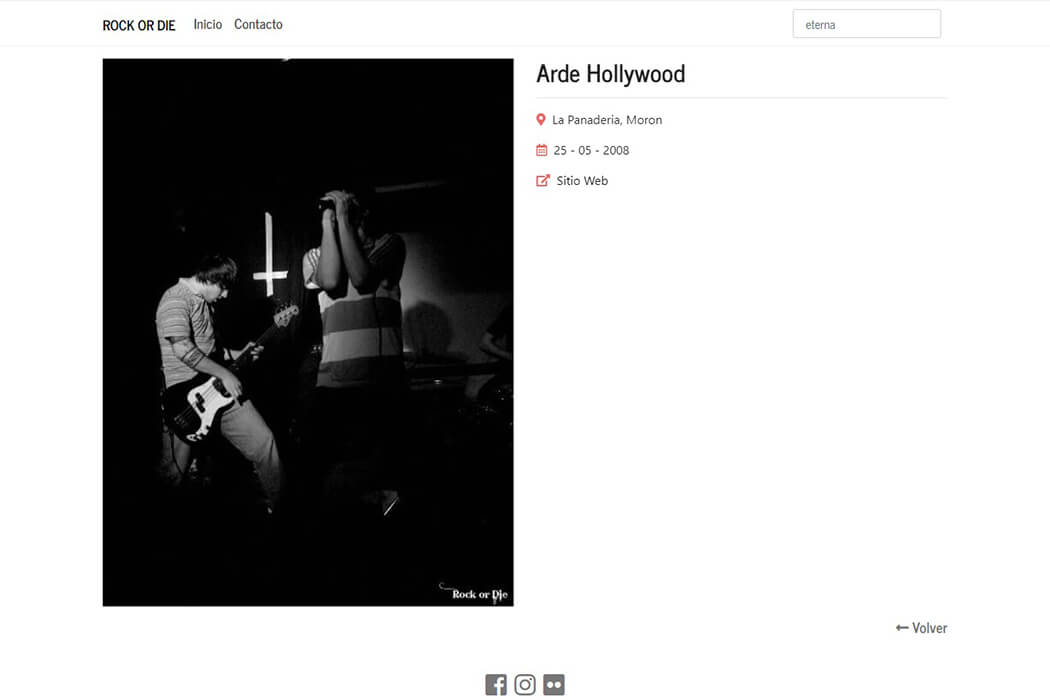 ROCK OR DIE Inicio Contacto eterna
Arde Hollywood
La Panaderia, Moron
25 - 05 - 2008
Sitio Web
Rock or Die
Volver